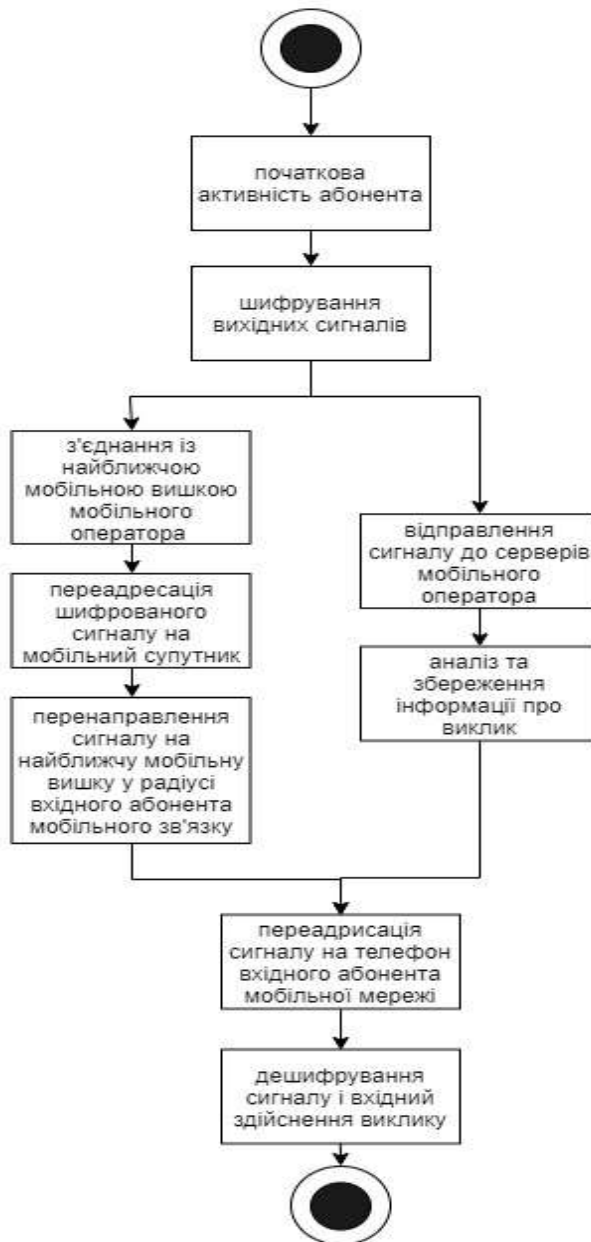 початкова
активність абонента
шифрування
вихідних сигналів
з'єднання із
найближчою
мобільною вишкою
мобільного
оператора
переадресація
шифрованого
сигналу на
мобільний супутник
перенаправлення
сигналу на
найближчу мобільну
вишку у радіусі
вхідного абонента
мобільного зв'язку
відправлення
сигналу до серверів
мобільного
оператора
аналіз та
збереження
інформації про
виклик
переадрисація
сигналу на телефон
вхідного абонента
мобільної мережі
дешифрування
сигналу і вхідний
здійснення виклику